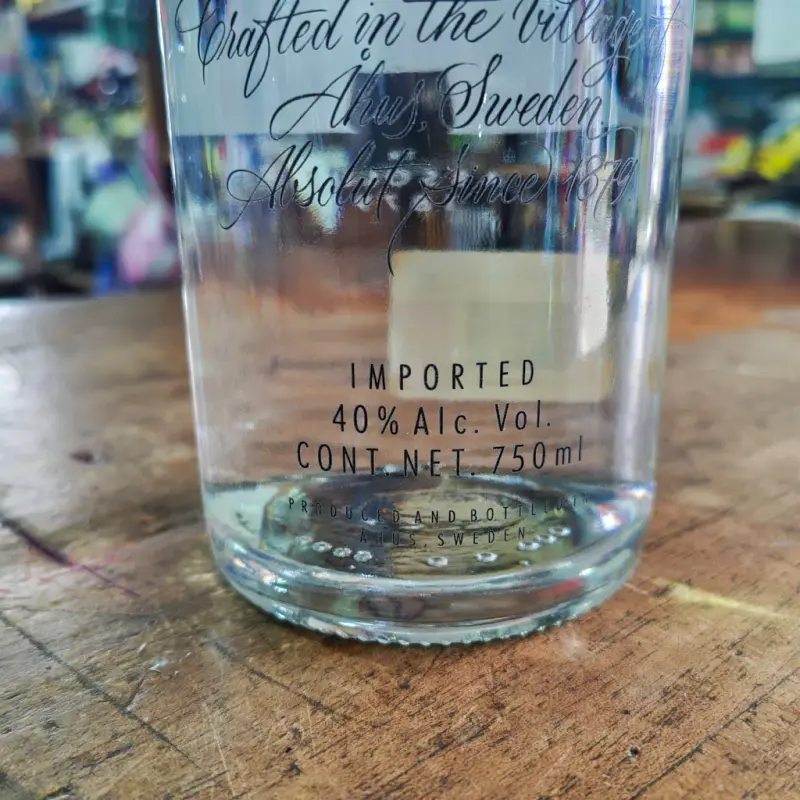 Crafted in the village of
Åhus, Sweden.
Absolut Since 1879
IMPORTED
40% Alc. Vol.
CONT. NET. 750ml
PRODUCED AND BOTTLED IN
ÅHUS, SWEDEN